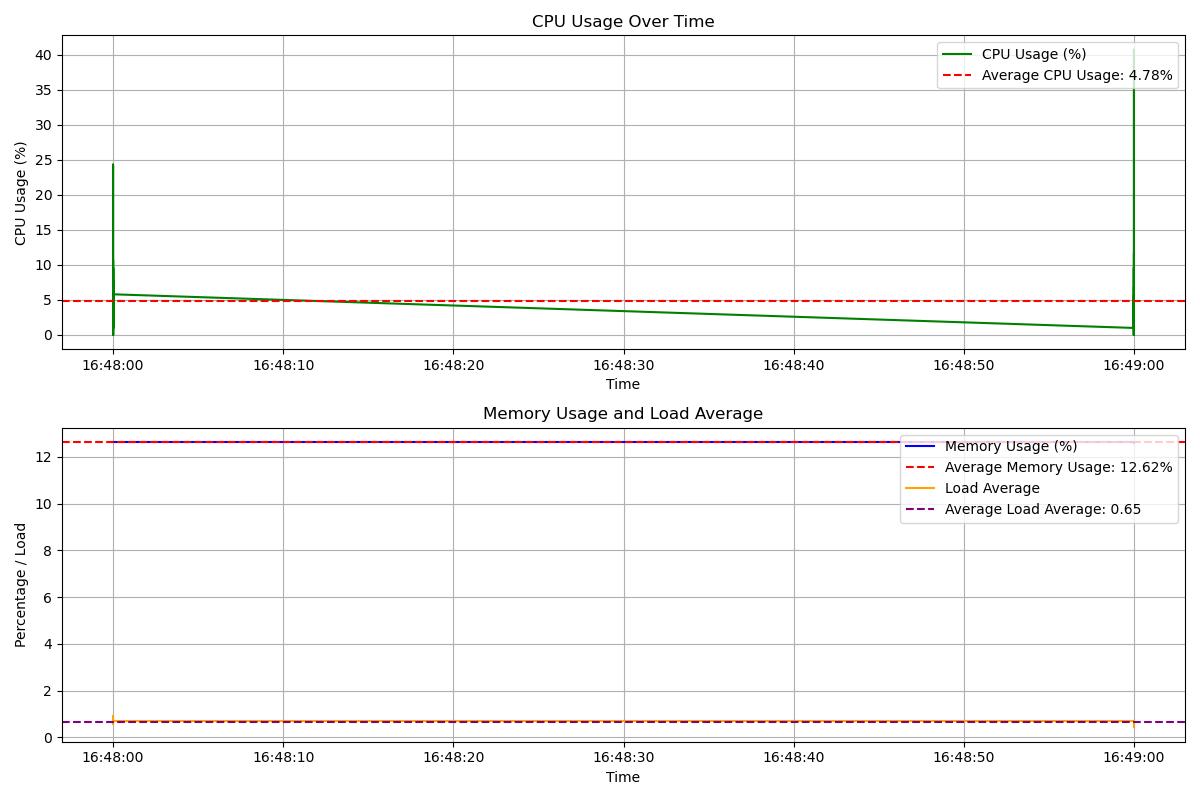 CPU Usage Over Time
CPU Usage (%)
40
35
30
25
20
15
10
5
0
CPU Usage (%)
Average CPU Usage: 4.78%
16:48:00 16:48:10 16:48:20 16:48:30 16:48:40 16:48:50 16:49:00
Time
Memory Usage and Load Average
Percentage / Load
12
10
8
6
4
2
0
Memory Usage (%)
Average Memory Usage: 12.62%
Load Average
Average Load Average: 0.65
16:48:00 16:48:10 16:48:20 16:48:30 16:48:40 16:48:50 16:49:00
Time